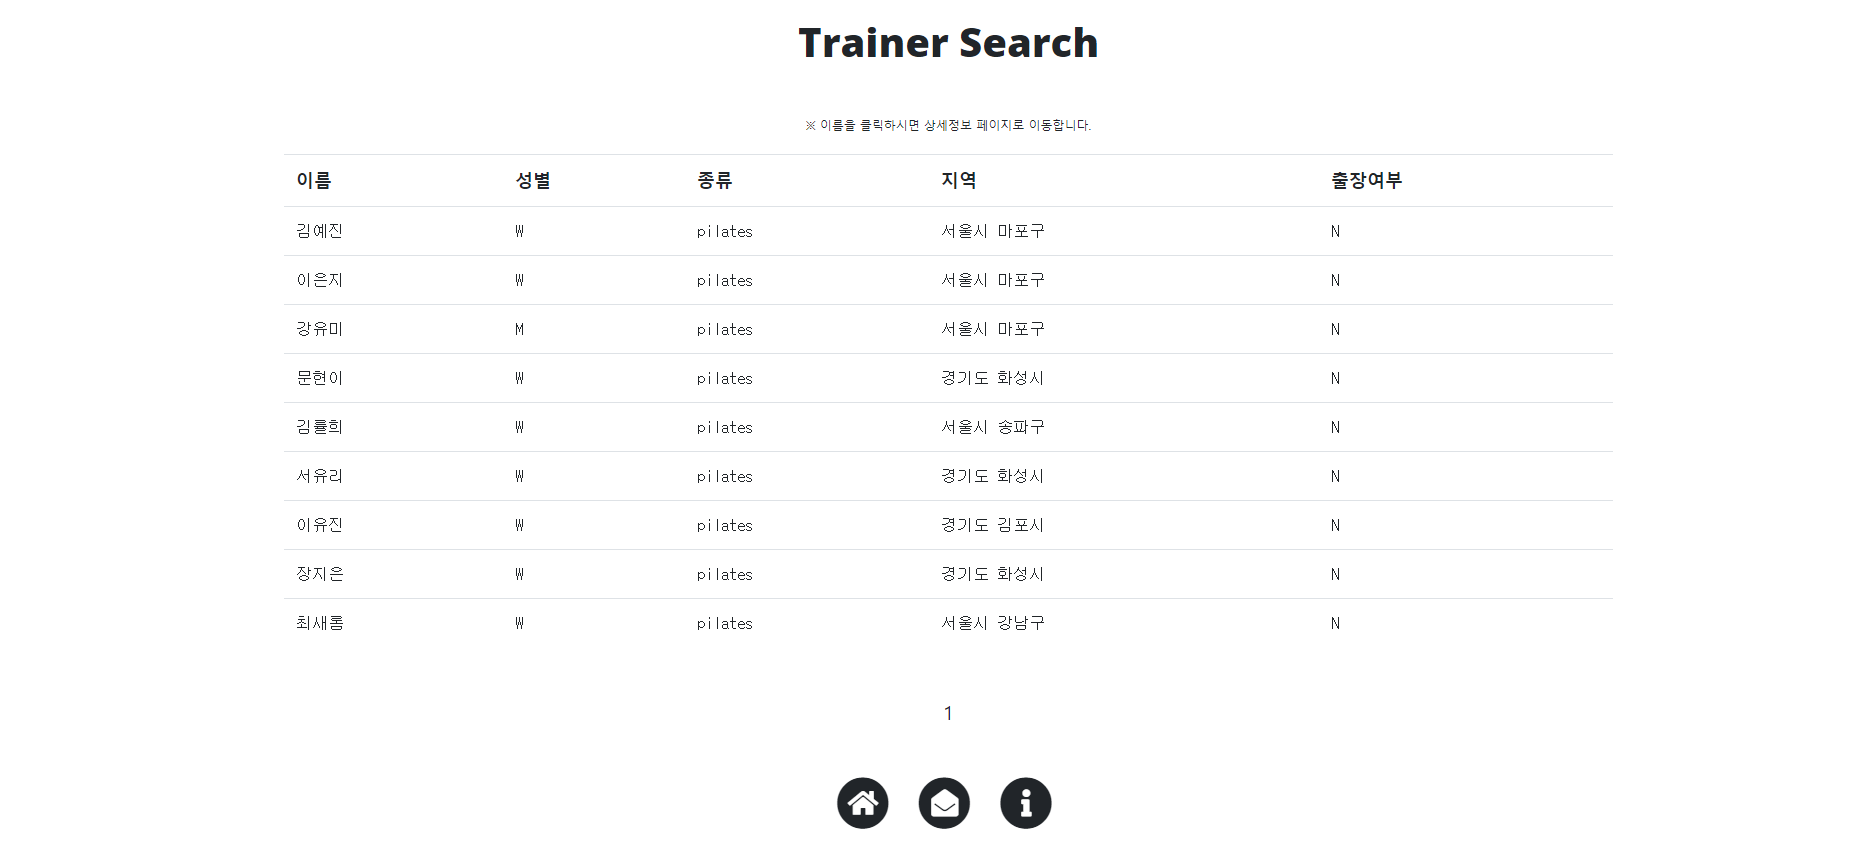 Trainer Search
※ 이름을 클릭하시면 상세정보 페이지로 이동합니다.
이름 성별 종류 지역 출장여부
김예진 W pilates 서울시 마포구 N
이은지 W pilates 서울시 마포구 N
강유미 M pilates 서울시 마포구 N
문현이 W pilates 경기도 화성시 N
김률희 W pilates 서울시 송파구 N
서유리 W pilates 경기도 화성시 N
이유진 W pilates 경기도 김포시 N
장지은 W pilates 경기도 화성시 N
최새롬 W pilates 서울시 강남구 N
1